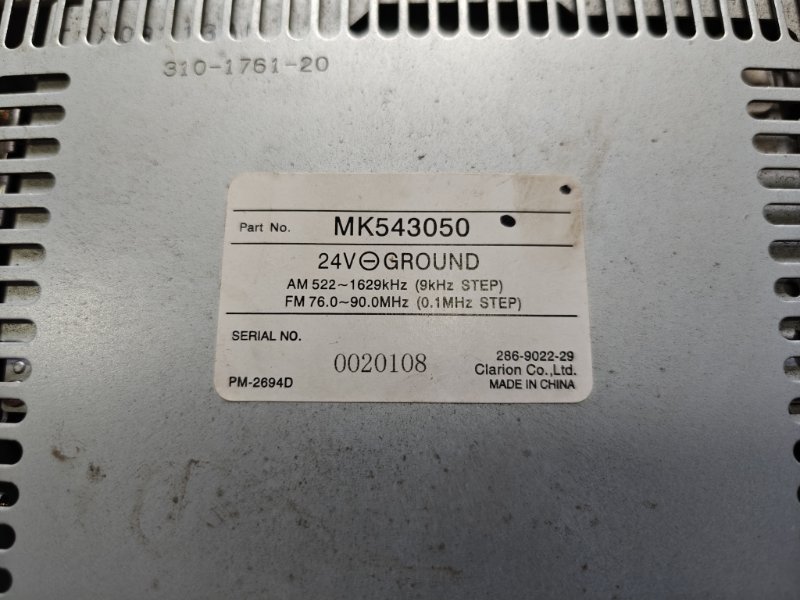 310-1761-20
Part No. MK543050
24V⊖GROUND
AM 522~1629kHz (9kHz STEP)
FM 76.0~90.0MHz (0.1MHz STEP)
SERIAL NO.
0020108
286-9022-29
Clarion Co.,Ltd.
PM-2694D
MADE IN CHINA